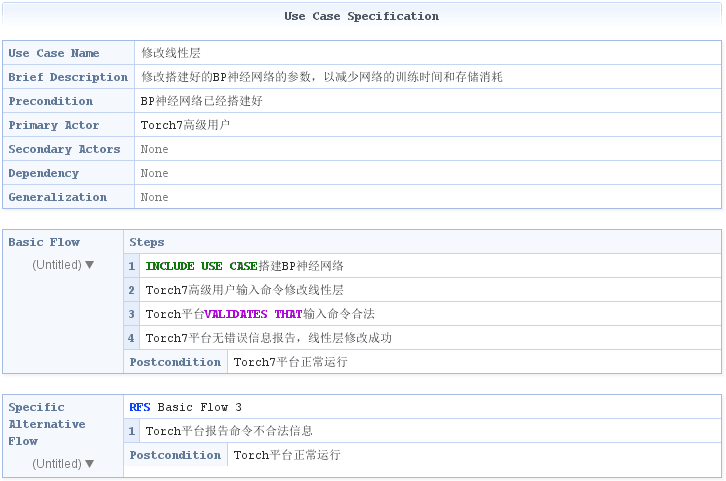 Use Case Specification
Use Case Name 修改线性层
Brief Description 修改搭建好的BP神经网络的参数，以减少网络的训练时间和存储消耗
Precondition BP神经网络已经搭建好
Primary Actor Torch7高级用户
Secondary Actors None
Dependency None
Generalization None
Basic Flow Steps
(Untitled) ▼
1 INCLUDE USE CASE搭建BP神经网络
2 Torch7高级用户输入命令修改线性层
3 Torch平台VALIDATES THAT输入命令合法
4 Torch7平台无错误信息报告，线性层修改成功
Postcondition Torch7平台正常运行
Specific Alternative Flow
(Untitled) ▼
RFS Basic Flow 3
1 Torch平台报告命令不合法信息
Postcondition Torch平台正常运行